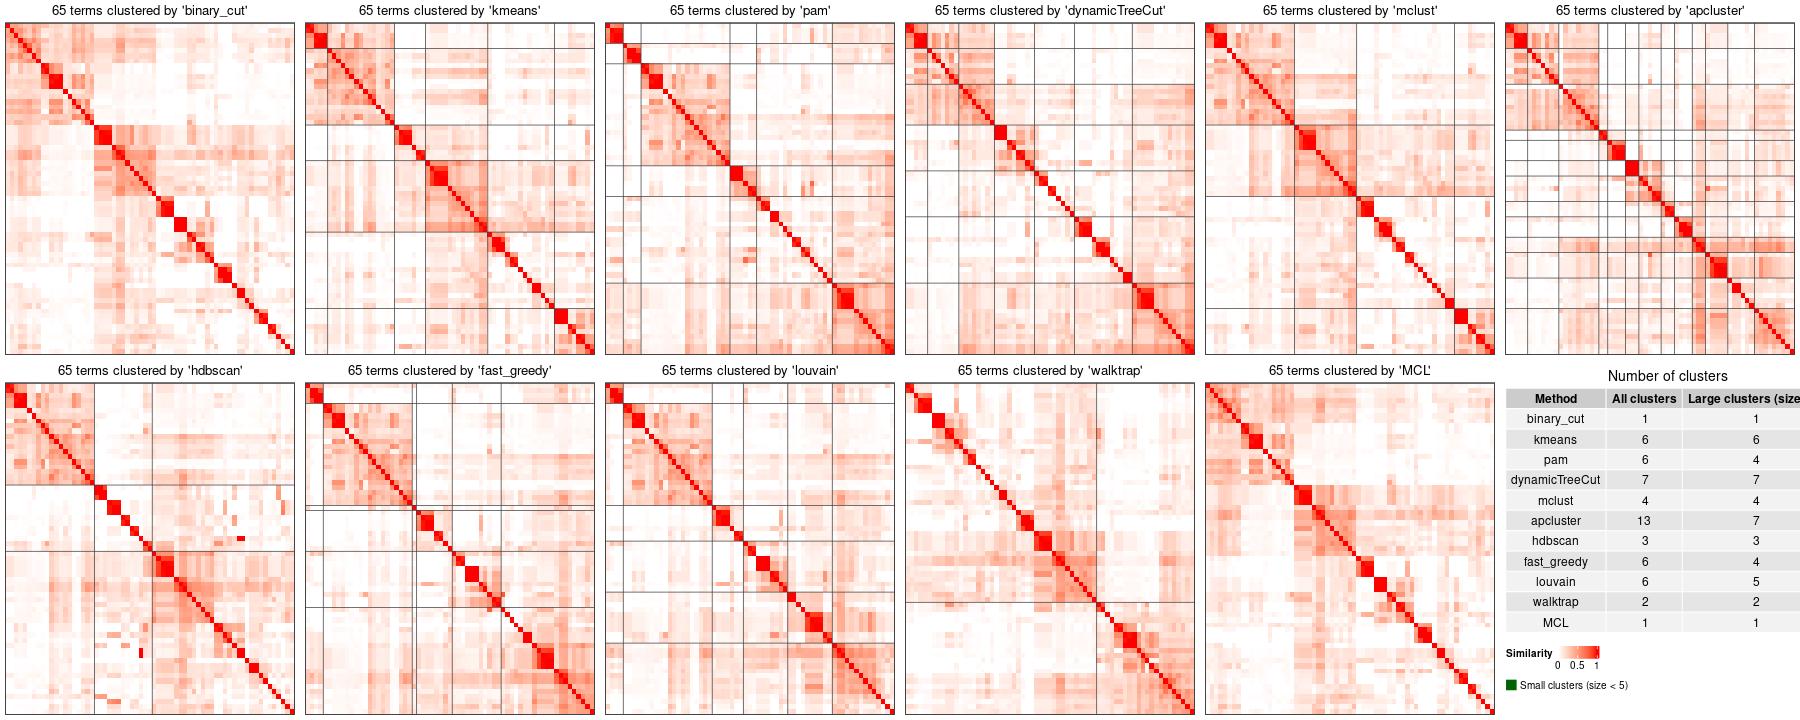 65 terms clustered by 'binary_cut'
65 terms clustered by 'kmeans'
65 terms clustered by 'pam'
65 terms clustered by 'dynamicTreeCut'
65 terms clustered by 'mclust'
65 terms clustered by 'apcluster'
65 terms clustered by 'hdbscan'
65 terms clustered by 'fast_greedy'
65 terms clustered by 'louvain'
65 terms clustered by 'walktrap'
65 terms clustered by 'MCL'
Number of clusters
Method All clusters Large clusters (size
binary_cut 1 1
kmeans 6 6
pam 6 4
dynamicTreeCut 7 7
mclust 4 4
apcluster 13 7
hdbscan 3 3
fast_greedy 6 4
louvain 6 5
walktrap 2 2
MCL 1 1
Similarity
0 0.5 1
Small clusters (size < 5)